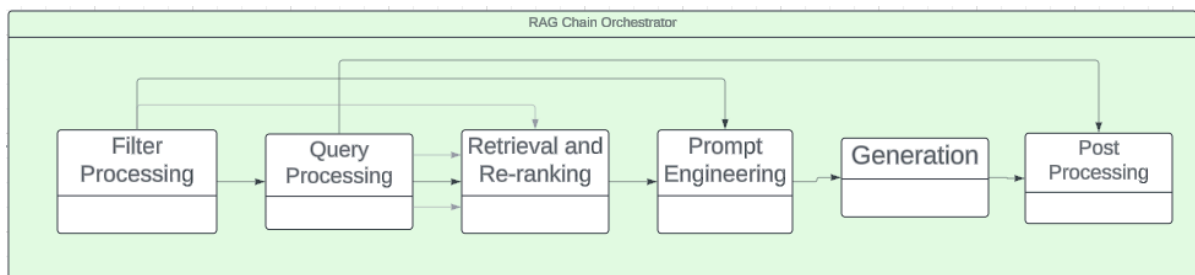 RAG Chain Orchestrator
Filter
Processing
Query
Processing
Retrieval and
Re-ranking
Prompt
Engineering
Generation
Post
Processing